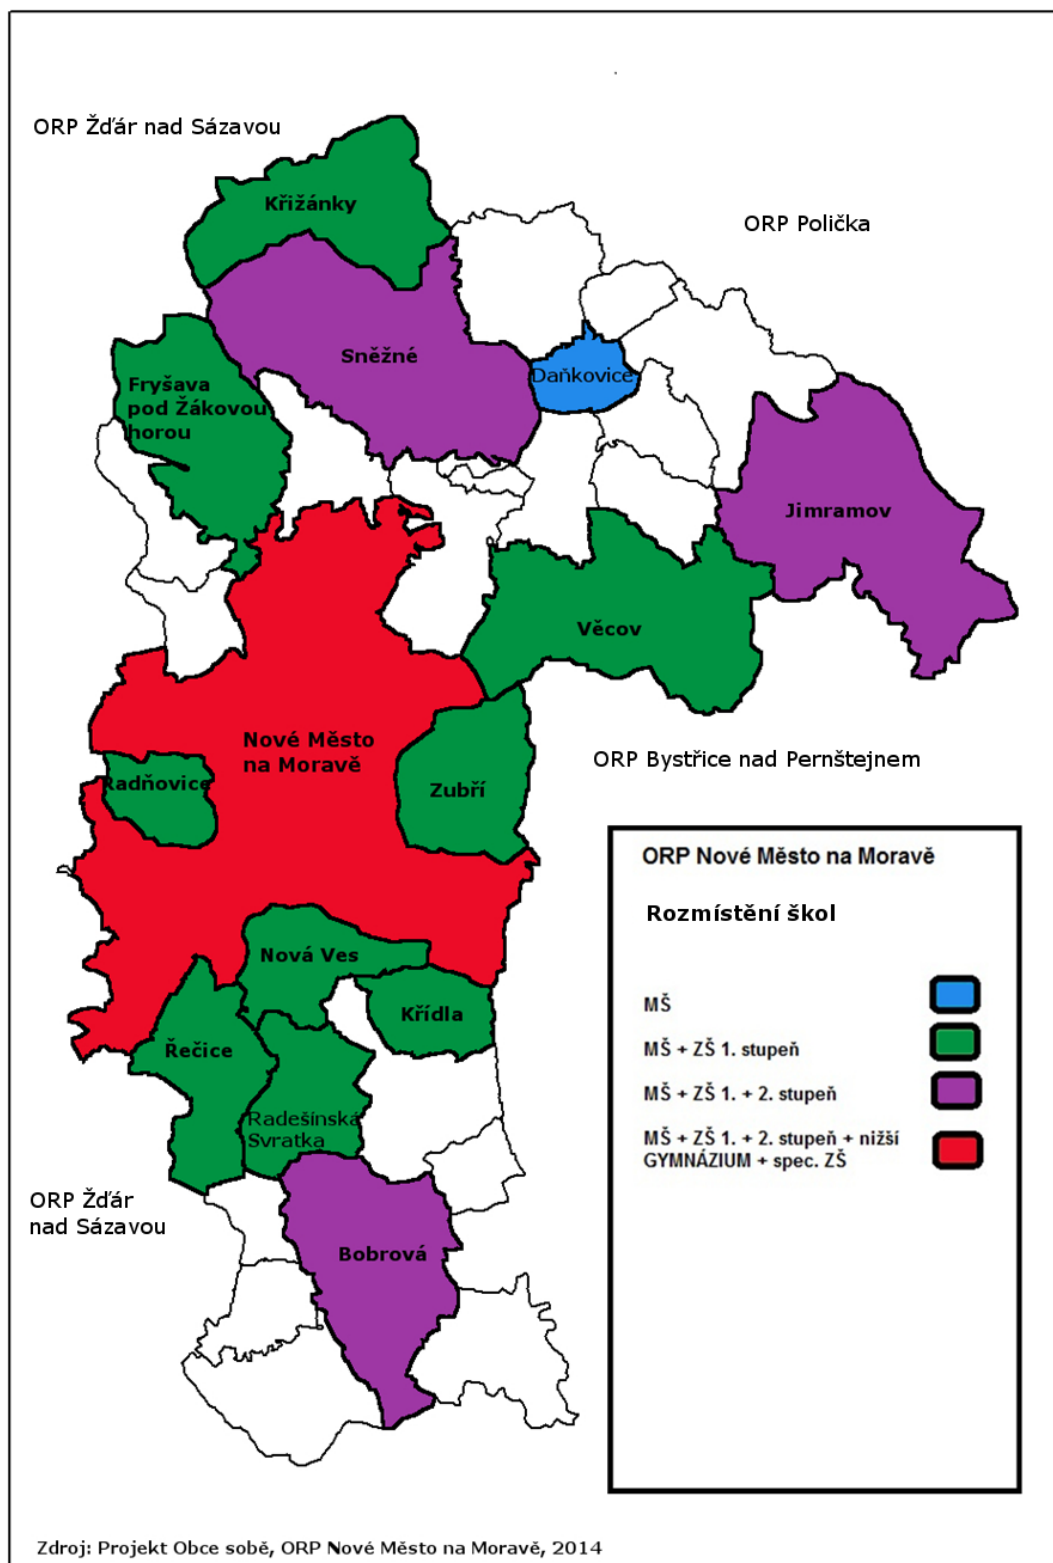 ORP Žďár nad Sázavou
ORP Polička
Křižánky
Sněžné
Daňkovice
Fryšava
pod Žákovou
horou
Jimramov
Věcov
Nové Město
na Moravě
ORP Bystřice nad Pernštejnem
Radňovice
Zubří
Nová Ves
Křídla
Řečice
Radešínská
Svratka
ORP Žďár
nad Sázavou
Bobrová
ORP Nové Město na Moravě
Rozmístění škol
MŠ
MŠ + ZŠ 1. stupeň
MŠ + ZŠ 1. + 2. stupeň
MŠ + ZŠ 1. + 2. stupeň + nižší
GYMNÁZIUM + spec. ZŠ
Zdroj: Projekt Obce sobě, ORP Nové Město na Moravě, 2014